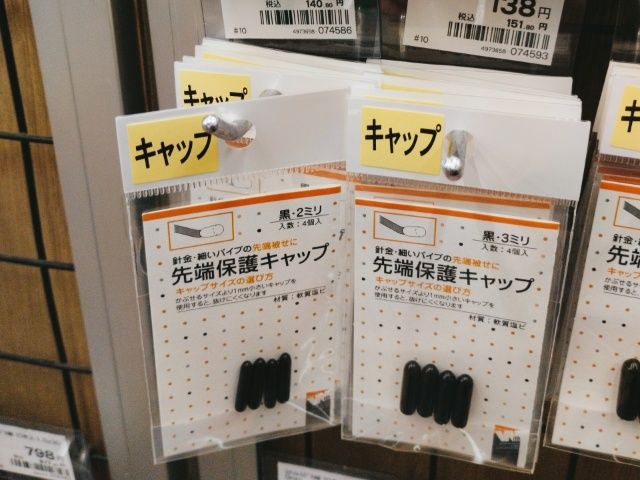 税込 140.80円
#10
4973658 074586
138円
税込 151.80円
#10
4973658 074593
キャップ
キャップ
キャップ
キ
黒・2ミリ
入数:4個入
針金・細いパイプの先端被せに
先端保護キャップ
キャップサイズの選び方
かぶせるサイズより1mm小さいキャップを
使用すると、抜けにくくなります
材質:軟質塩ビ
黒・3ミリ
入数:4個入
針金・細いパイプの先端被せに
先端保護キャップ
キャップサイズの選び方
かぶせるサイズより1mm小さいキャップを
使用すると、抜けにくくなります
材質:軟質塩ビ
798円